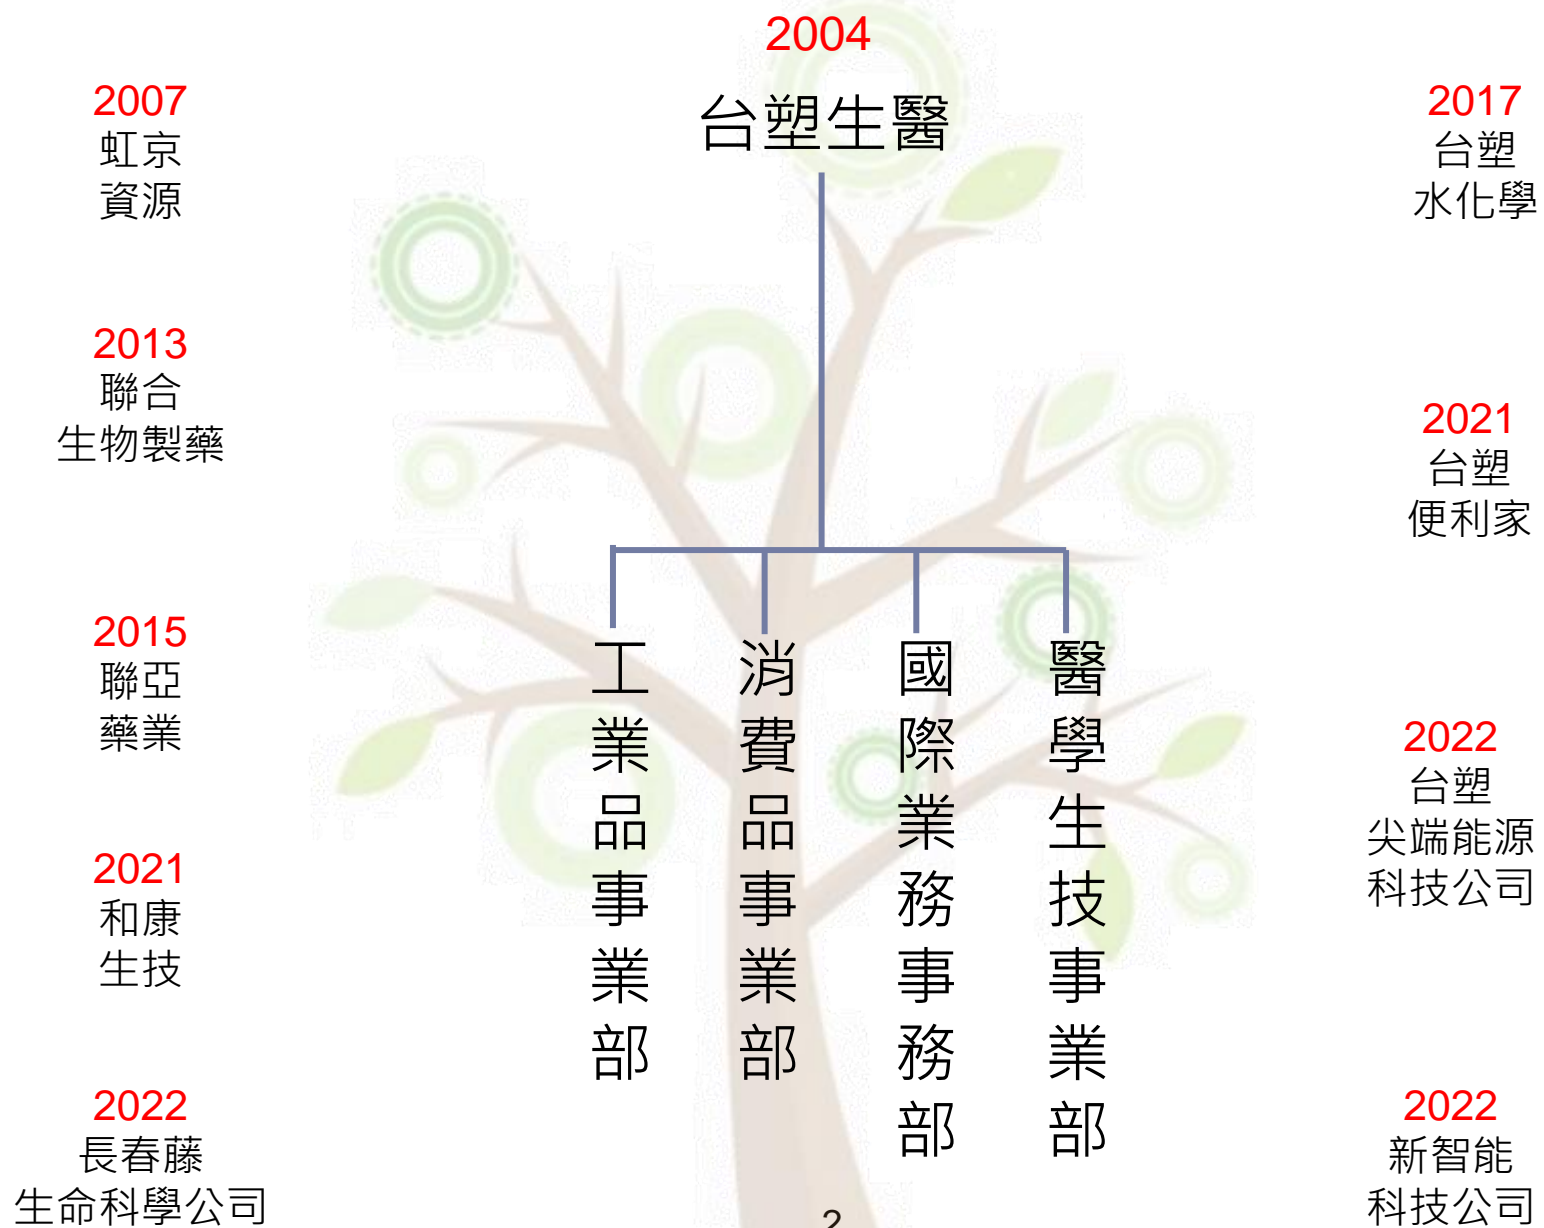 2004
台塑生醫
2007
虹京
資源
2013
聯合
生物製藥
2015
聯亞
藥業
2021
和康
生技
2022
長春藤
生命科學公司
工業品事業部
消費品事業部
國際業務事務部
醫學生技事業部
2017
台塑
水化學
2021
台塑
便利家
2022
台塑
尖端能源
科技公司
2022
新智能
科技公司
2